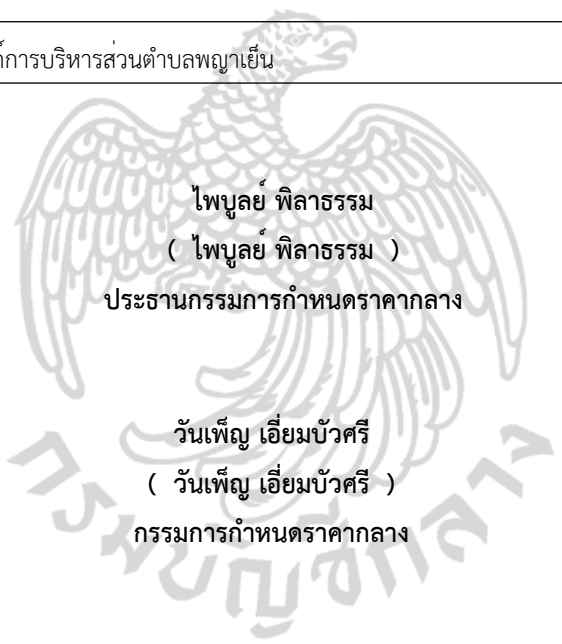 การบริหารส่วนตำบลพญาเย็น
ไพบูลย์ พิลาธรรม
( ไพบูลย์ พิลาธรรม )
ประธานกรรมการกำหนดราคากลาง
วันเพ็ญ เอี่ยมบัวศรี
( วันเพ็ญ เอี่ยมบัวศรี )
กรรมการกำหนดราคากลาง
กรมบัญชีกลาง